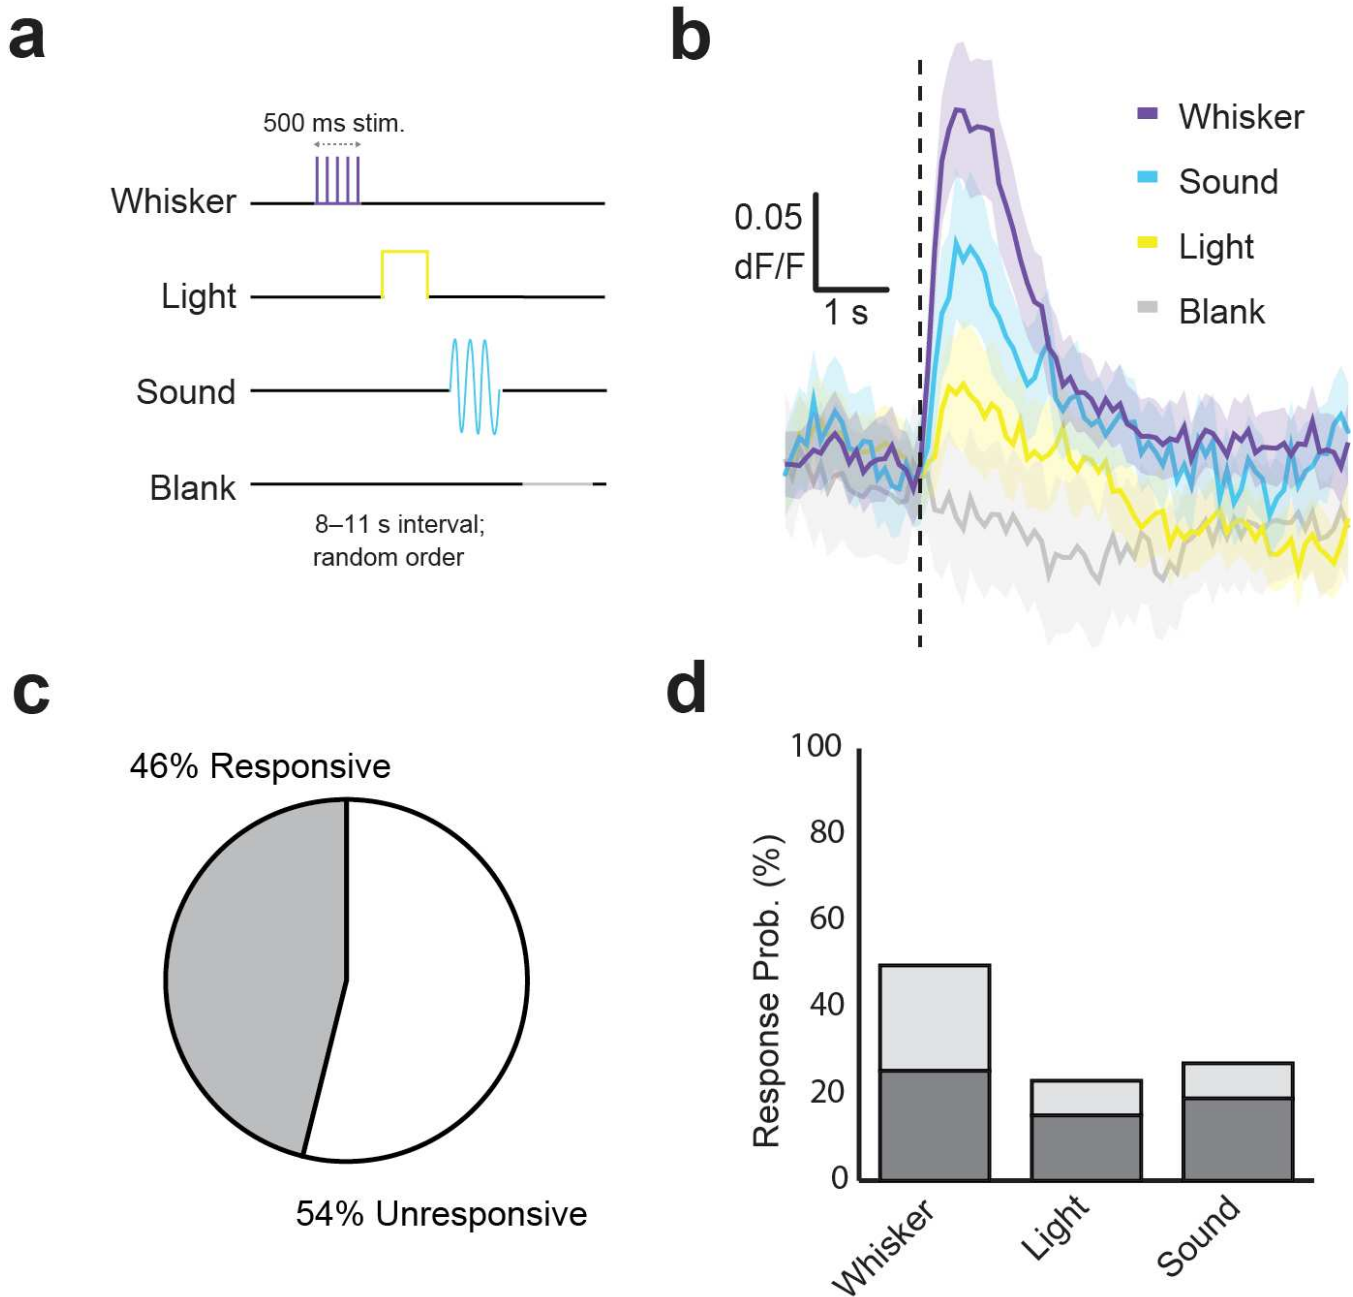 a
500 ms stim.
Whisker
Light
Sound
Blank
8–11 s interval;
random order
b
Whisker
Sound
Light
Blank
0.05
dF/F
1 s
c
46% Responsive
54% Unresponsive
d
Response Prob. (%)
100
80
60
40
20
0
Whisker
Light
Sound